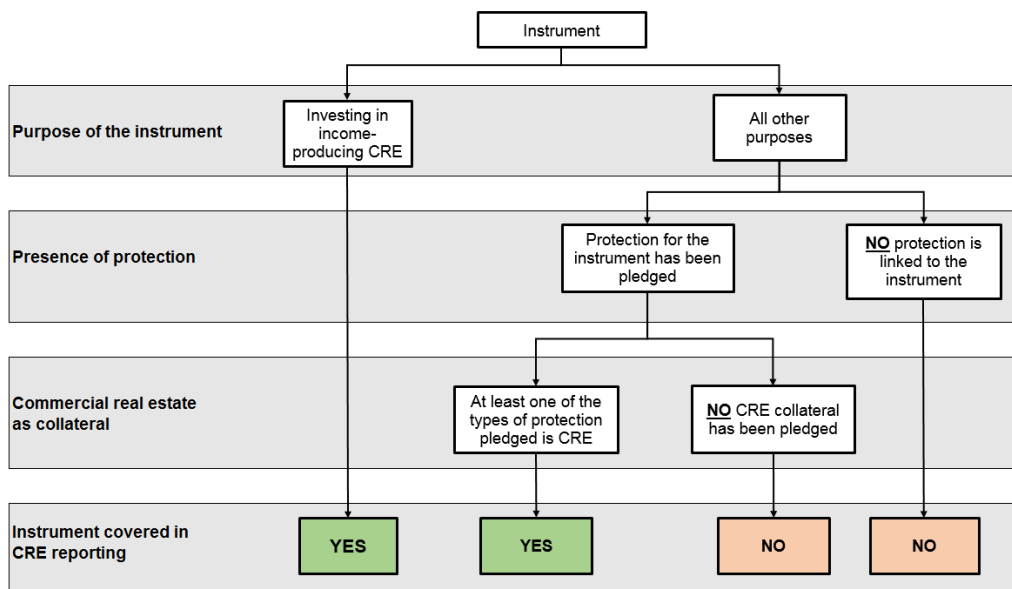 Instrument
Purpose of the instrument
Investing in
income-
producing CRE
All other
purposes
Presence of protection
Protection for the
instrument has been
pledged
NO protection is
linked to the
instrument
Commercial real estate
as collateral
At least one of the
types of protection
pledged is CRE
NO CRE collateral
has been pledged
Instrument covered in
CRE reporting
YES
YES
NO
NO